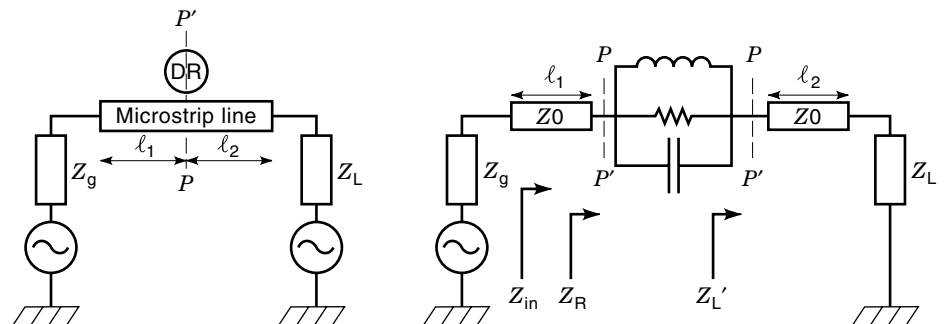 P′
DR
Microstrip line
ℓ1 ℓ2
P
Zg
ZL
P P
ℓ1 ℓ2
Z0 Z0
P′ P′
Zg
ZL
Zin ZR ZL′